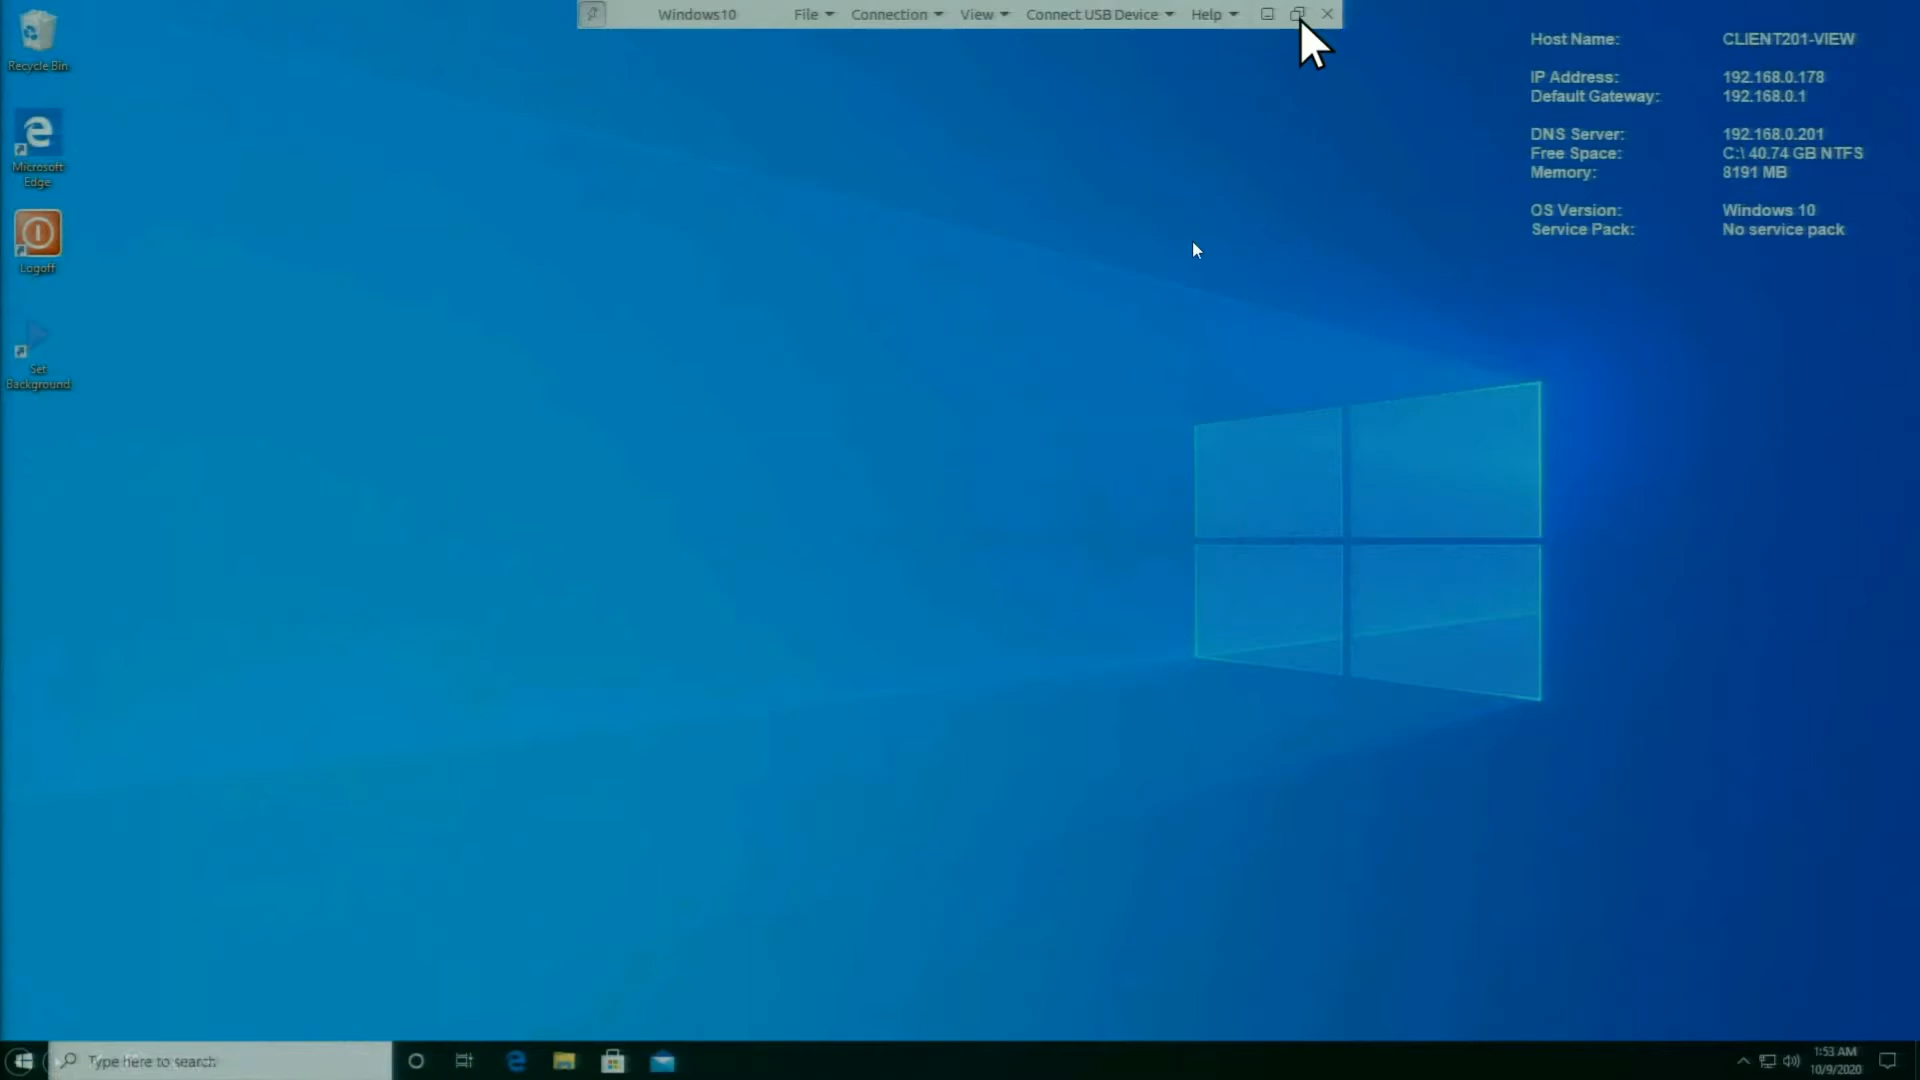 Windows10 File Connection View Connect USB Device Help
Recycle Bin
Microsoft
Edge
Logoff
Set
Background
Host Name: CLIENT201-VIEW
IP Address: 192.168.0.178
Default Gateway: 192.168.0.1
DNS Server: 192.168.0.201
Free Space: C:\ 40.74 GB NTFS
Memory: 8191 MB
OS Version: Windows 10
Service Pack: No service pack
Type here to search
1:53 AM
10/9/2020